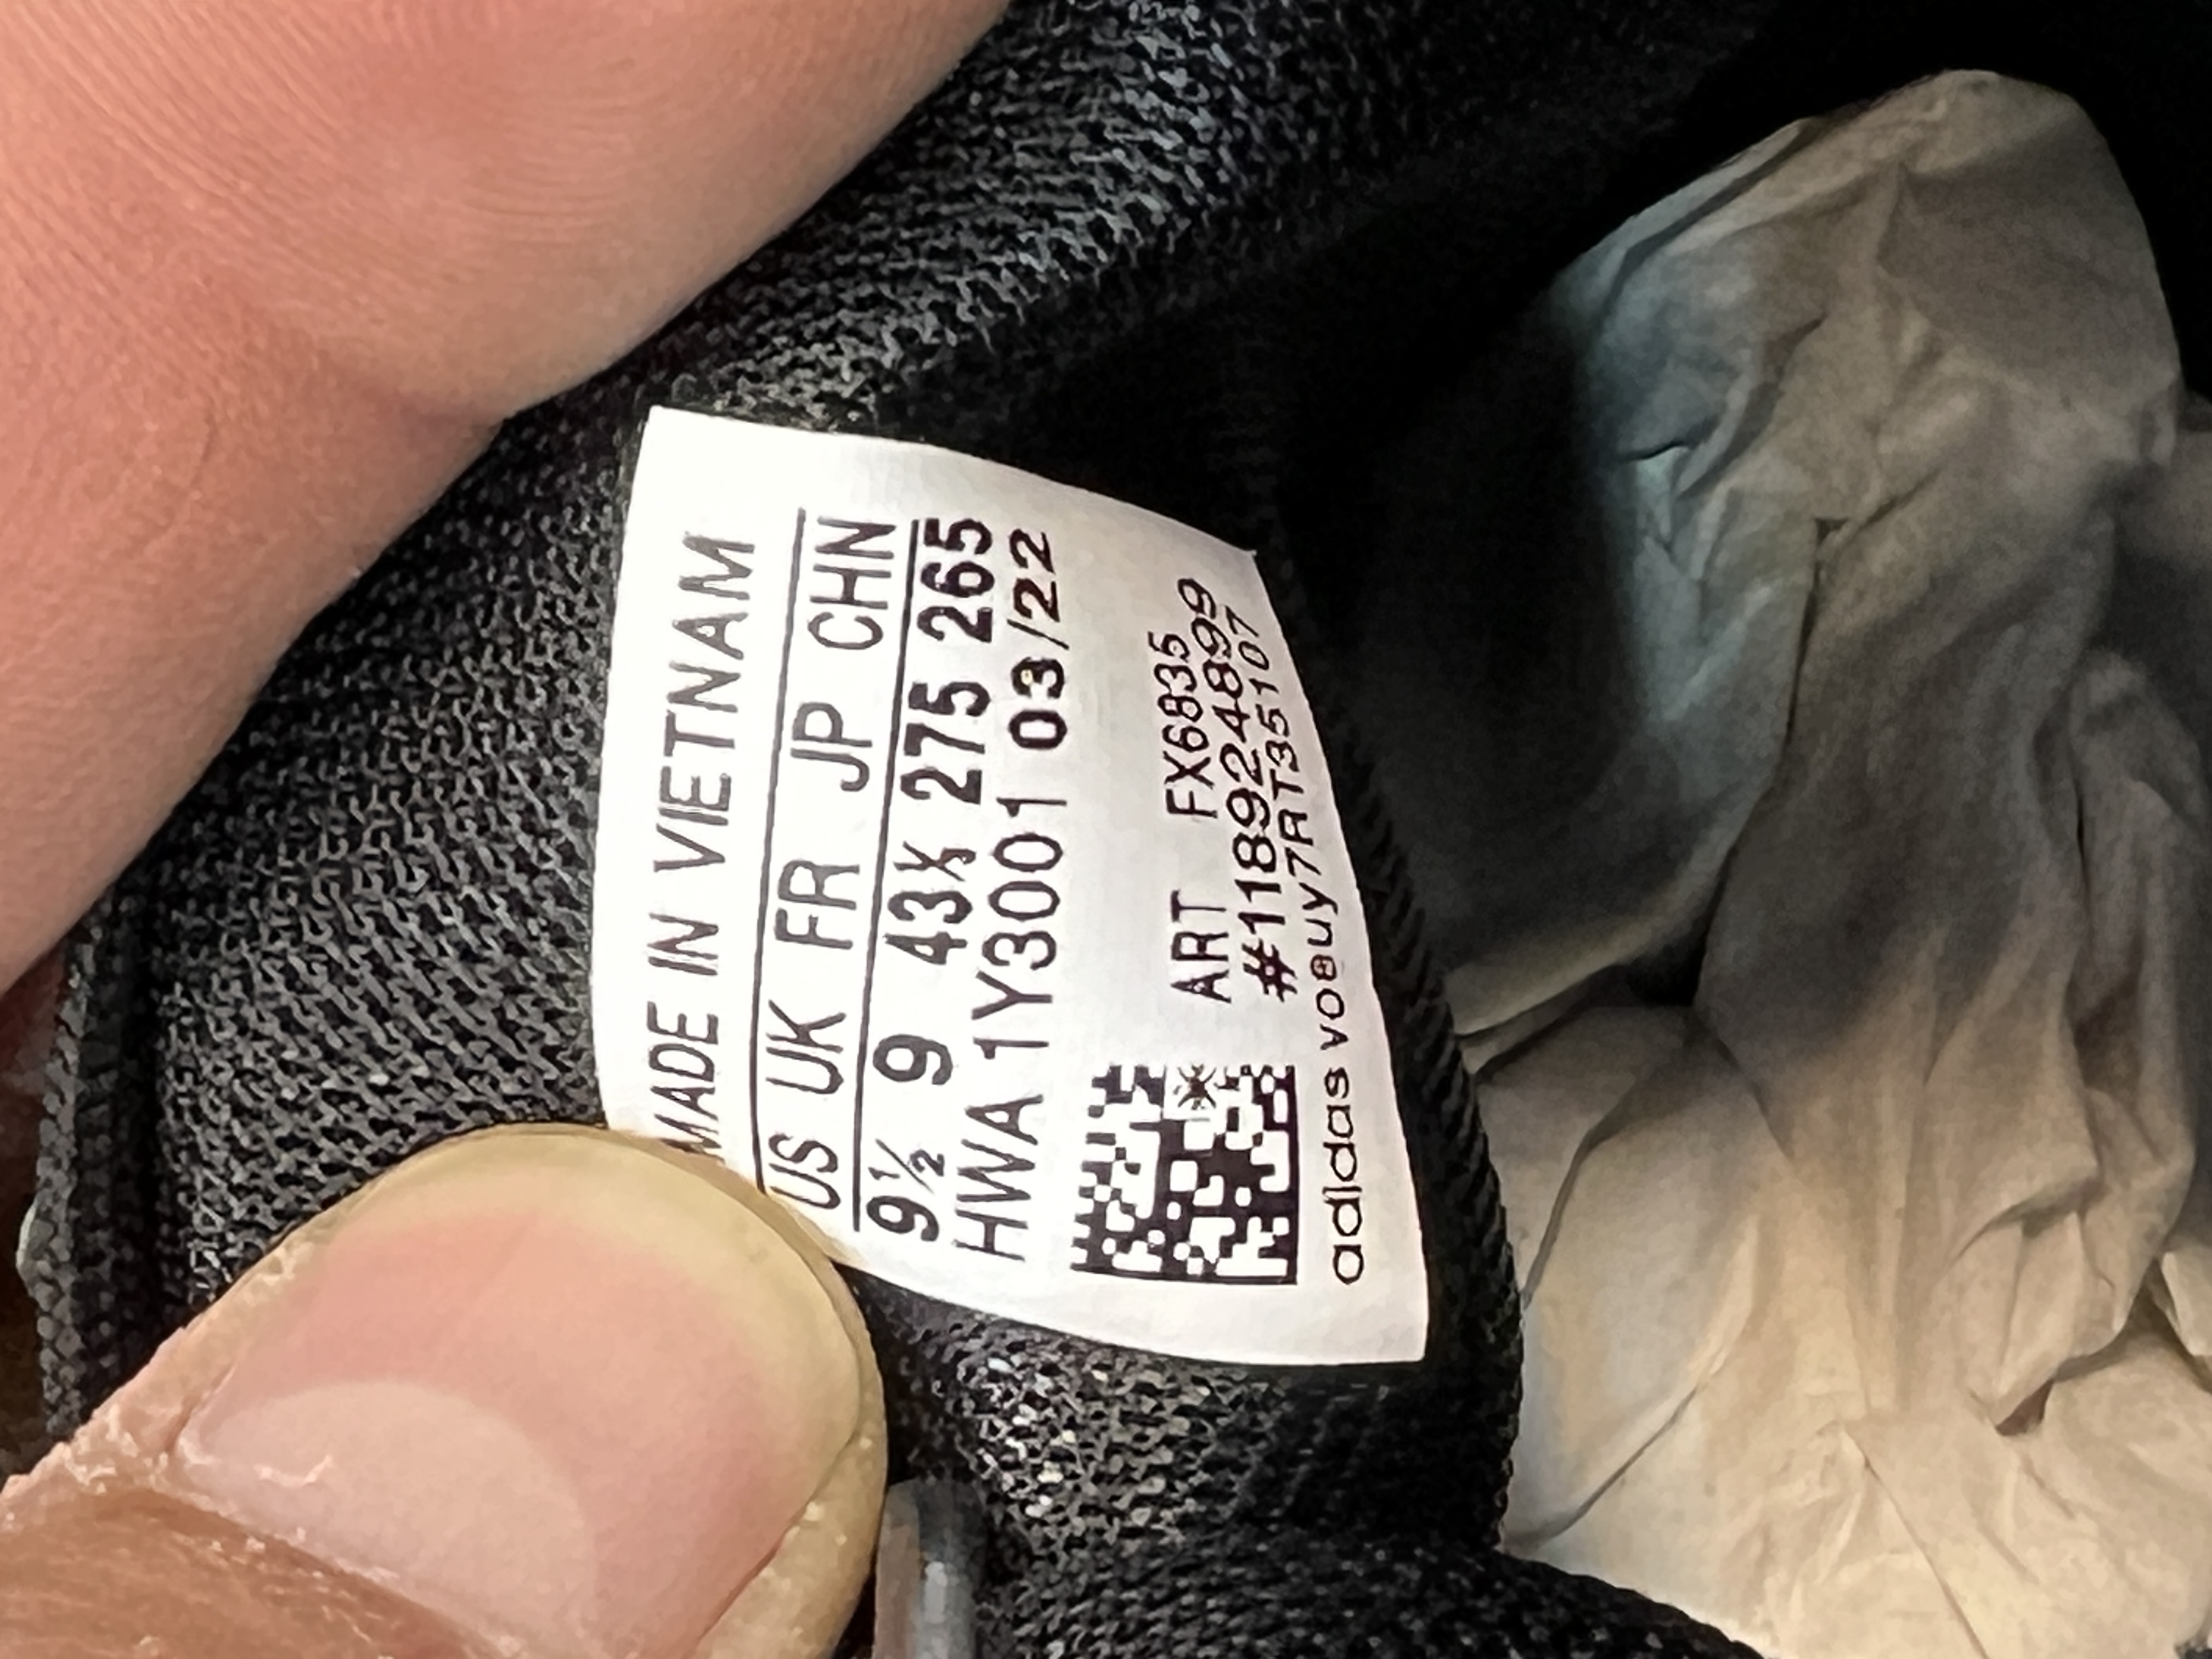 MADE IN VIETNAM
US UK FR JP CHN
9½ 9 43⅓ 275 265
HWA 1Y3001 03/22
ART FX6835
#1189224899
adidas vo8uy7RT35107